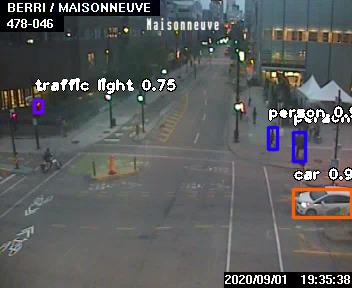 BERRI / MAISONNEUVE
Maisonneuve
478-046
traffic light 0.75
person 0.9
person
car 0.9
2020/09/01 19:35:38